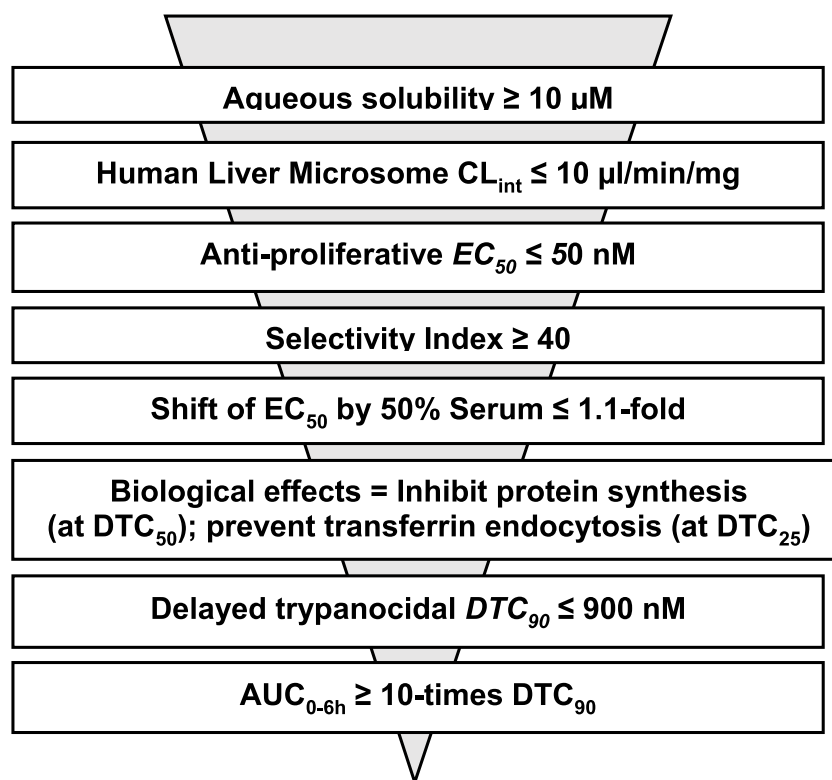 Aqueous solubility ≥ 10 µM
Human Liver Microsome CLint ≤ 10 µl/min/mg
Anti-proliferative EC50 ≤ 50 nM
Selectivity Index ≥ 40
Shift of EC50 by 50% Serum ≤ 1.1-fold
Biological effects = Inhibit protein synthesis
(at DTC50); prevent transferrin endocytosis (at DTC25)
Delayed trypanocidal DTC90 ≤ 900 nM
AUC0-6h ≥ 10-times DTC90